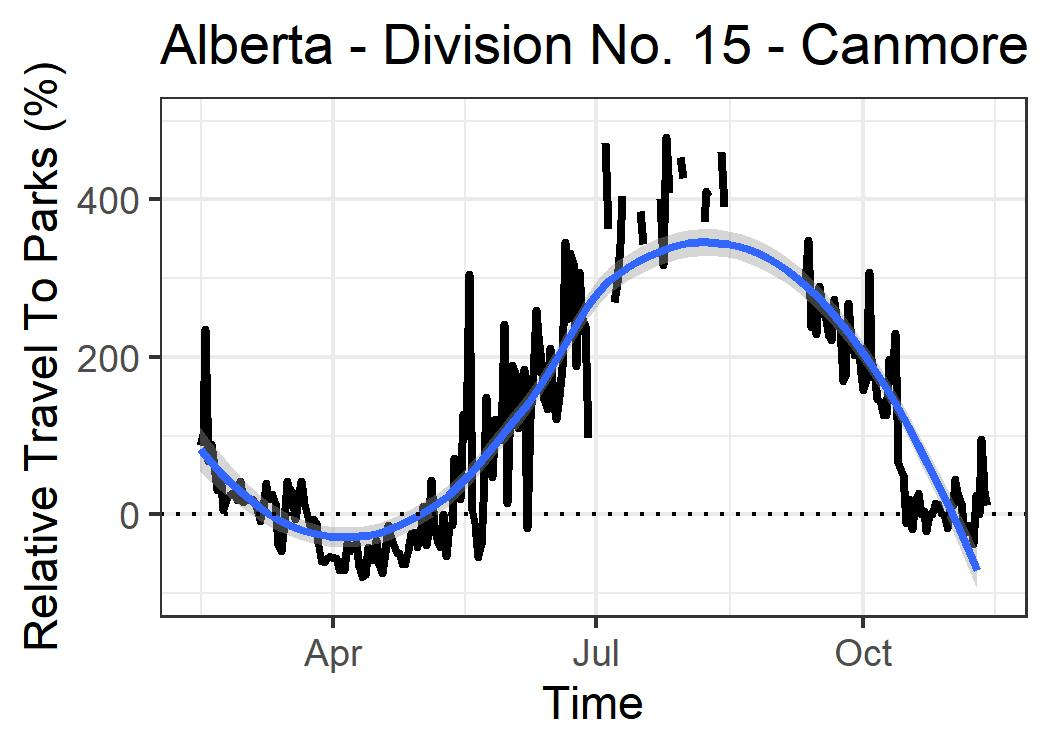 Alberta - Division No. 15 - Canmore
Relative Travel To Parks (%)
400
200
0
Apr
Jul
Oct
Time